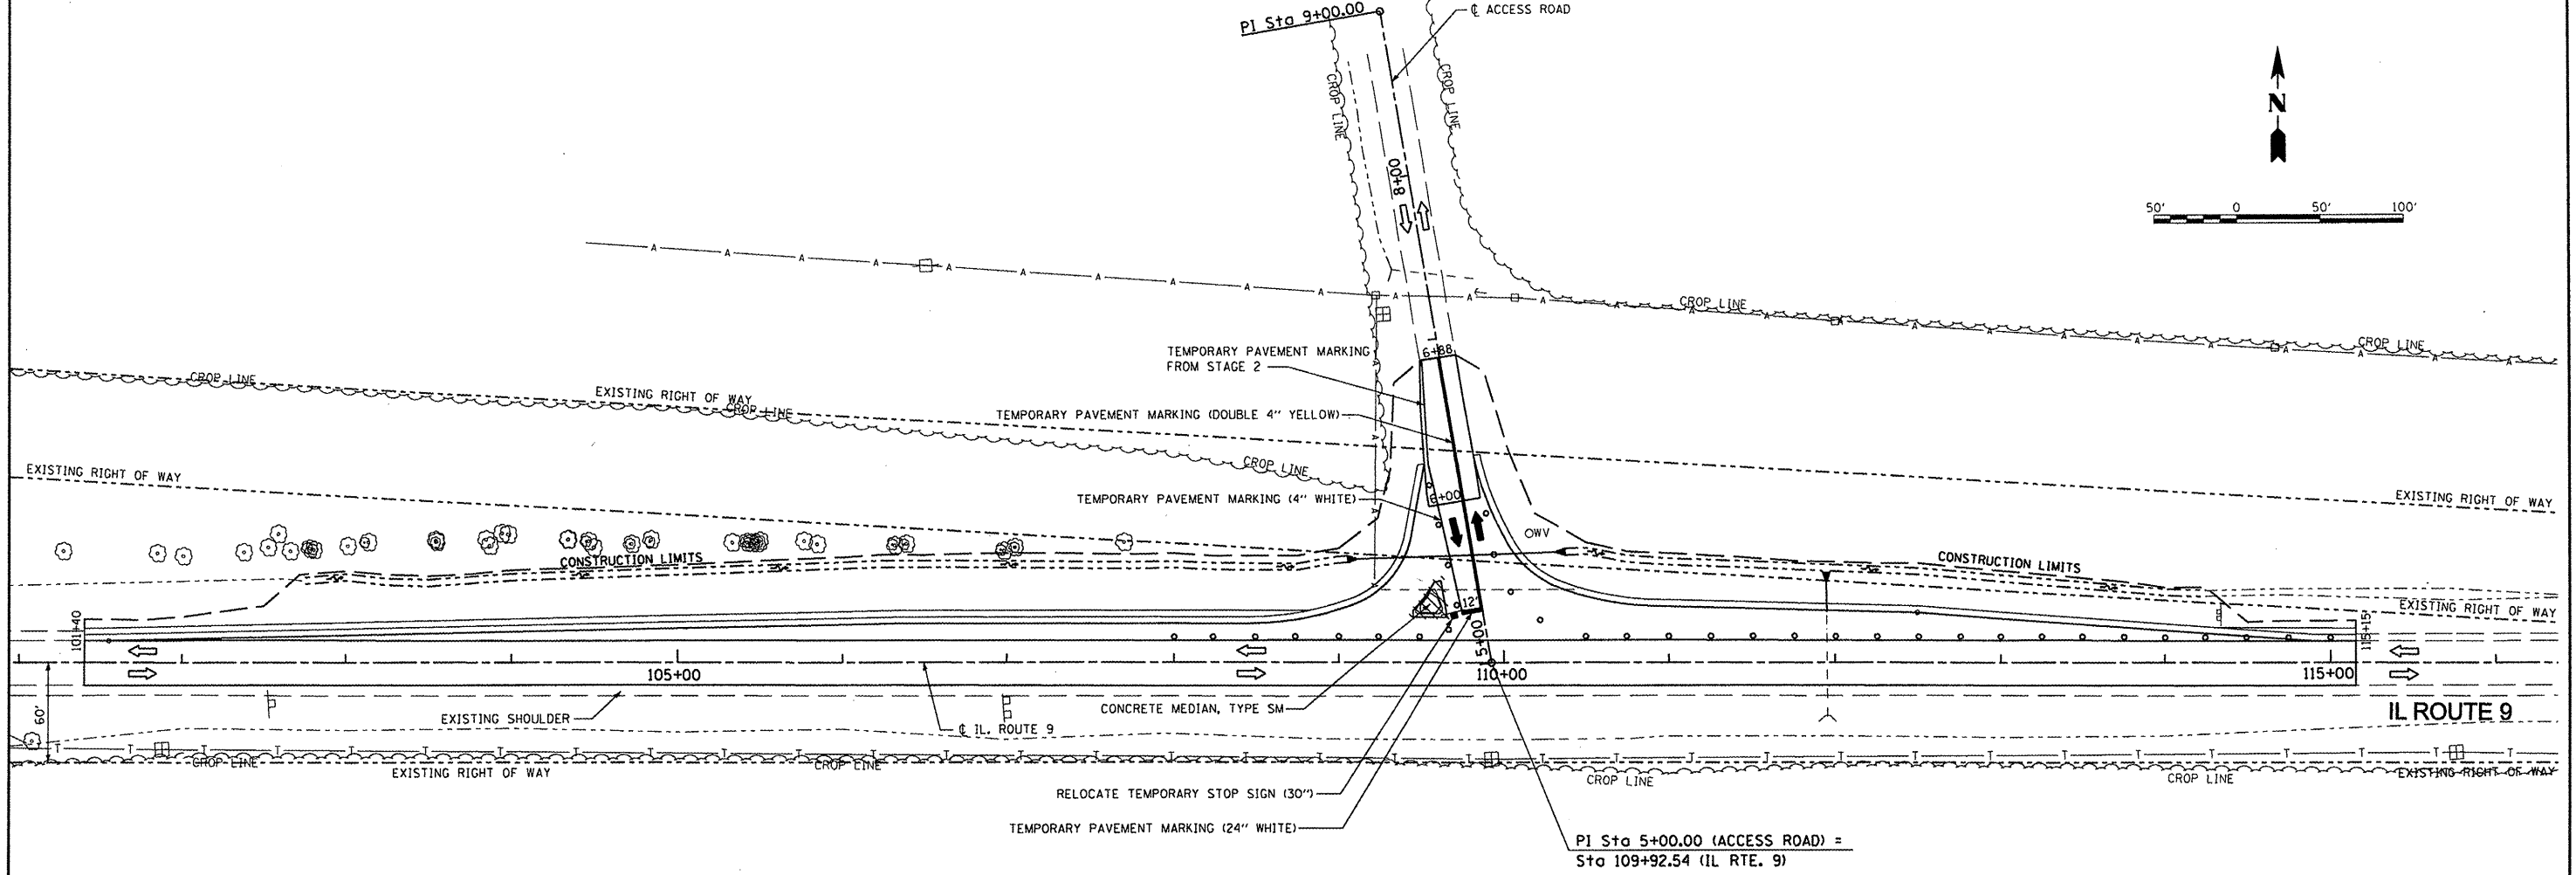 PI Sta 9+00.00
℄ ACCESS ROAD
CROP LINE
CROP LINE
N
8+00
50' 0 50' 100'
A A A A A A A A A A A A A A A A A A A A A A A A
CROP LINE
CROP LINE
6+88
TEMPORARY PAVEMENT MARKING
FROM STAGE 2
CROP LINE
EXISTING RIGHT OF WAY
CROP LINE
TEMPORARY PAVEMENT MARKING (DOUBLE 4" YELLOW)
CROP LINE
EXISTING RIGHT OF WAY
TEMPORARY PAVEMENT MARKING (4" WHITE)
6+00
EXISTING RIGHT OF WAY
OWV
CONSTRUCTION LIMITS
CONSTRUCTION LIMITS
12'
EXISTING RIGHT OF WAY
101+40
5+00
115+15
105+00
110+00
115+00
60'
EXISTING SHOULDER
CONCRETE MEDIAN, TYPE SM
IL ROUTE 9
℄ IL. ROUTE 9
T T T T T T T T T T T T T T T T T T T T T T T T T T T T T T T T
CROP LINE
EXISTING RIGHT OF WAY
CROP LINE
CROP LINE
CROP LINE
EXISTING RIGHT OF WAY
RELOCATE TEMPORARY STOP SIGN (30")
TEMPORARY PAVEMENT MARKING (24" WHITE)
PI Sta 5+00.00 (ACCESS ROAD) =
Sta 109+92.54 (IL RTE. 9)